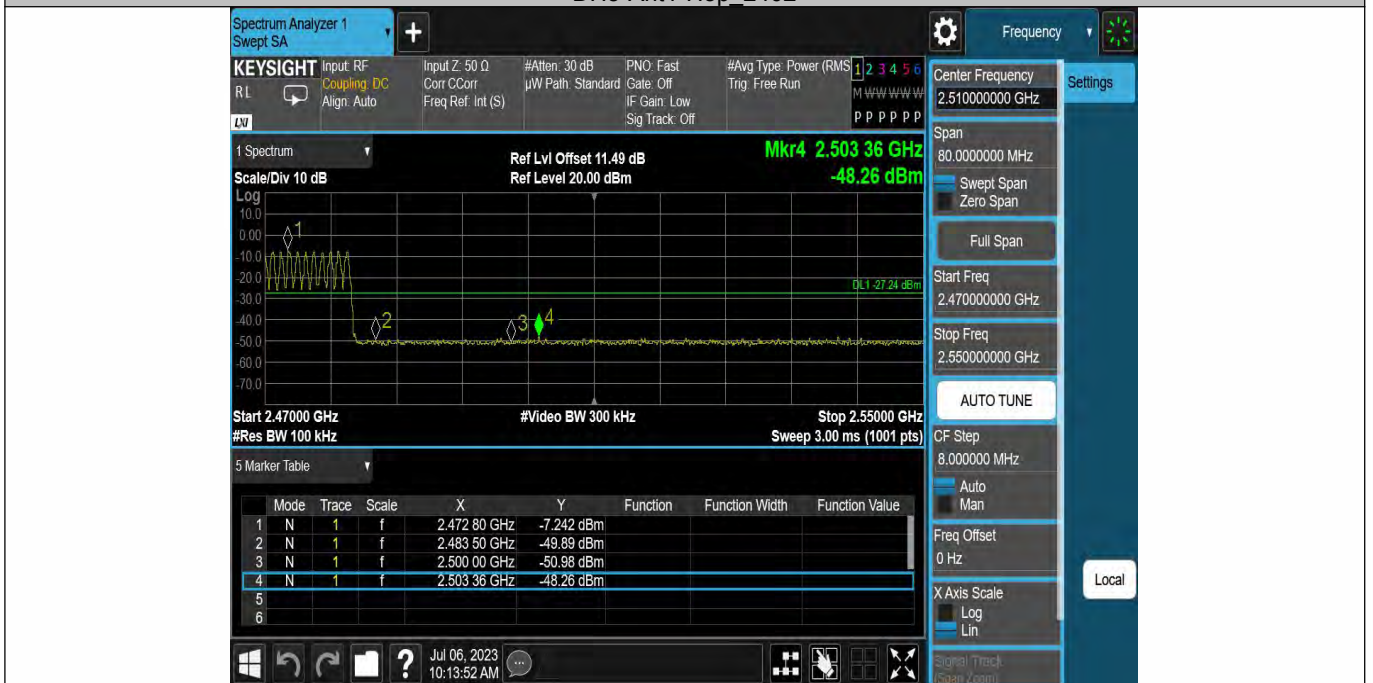 Spectrum Analyzer 1
Swept SA
+
Frequency
KEYSIGHT
RL
LXI
Input: RF
Coupling: DC
Align: Auto
Input Z: 50 Ω
Corr CCorr
Freq Ref: Int (S)
#Atten: 30 dB
µW Path: Standard
PNO: Fast
Gate: Off
IF Gain: Low
Sig Track: Off
#Avg Type: Power (RMS
Trig: Free Run
1 2 3 4 5 6
M W W W W W
P P P P P P
1 Spectrum
Scale/Div 10 dB
Ref Lvl Offset 11.49 dB
Ref Level 20.00 dBm
Mkr4 2.503 36 GHz
-48.26 dBm
Log
10.0
0.00
-10.0
-20.0
-30.0
-40.0
-50.0
-60.0
-70.0
1
2
3
4
DL1 -27.24 dBm
Start 2.47000 GHz
#Video BW 300 kHz
Stop 2.55000 GHz
#Res BW 100 kHz
Sweep 3.00 ms (1001 pts)
5 Marker Table
Mode Trace Scale X Y Function Function Width Function Value
1 N 1 f 2.472 80 GHz -7.242 dBm
2 N 1 f 2.483 50 GHz -49.89 dBm
3 N 1 f 2.500 00 GHz -50.98 dBm
4 N 1 f 2.503 36 GHz -48.26 dBm
5
6
?
Jul 06, 2023
10:13:52 AM
Center Frequency
2.510000000 GHz
Settings
Span
80.0000000 MHz
Swept Span
Zero Span
Full Span
Start Freq
2.470000000 GHz
Stop Freq
2.550000000 GHz
AUTO TUNE
CF Step
8.000000 MHz
Auto
Man
Freq Offset
0 Hz
X Axis Scale
Log
Lin
Local
Signal Track
(Span Zoom)